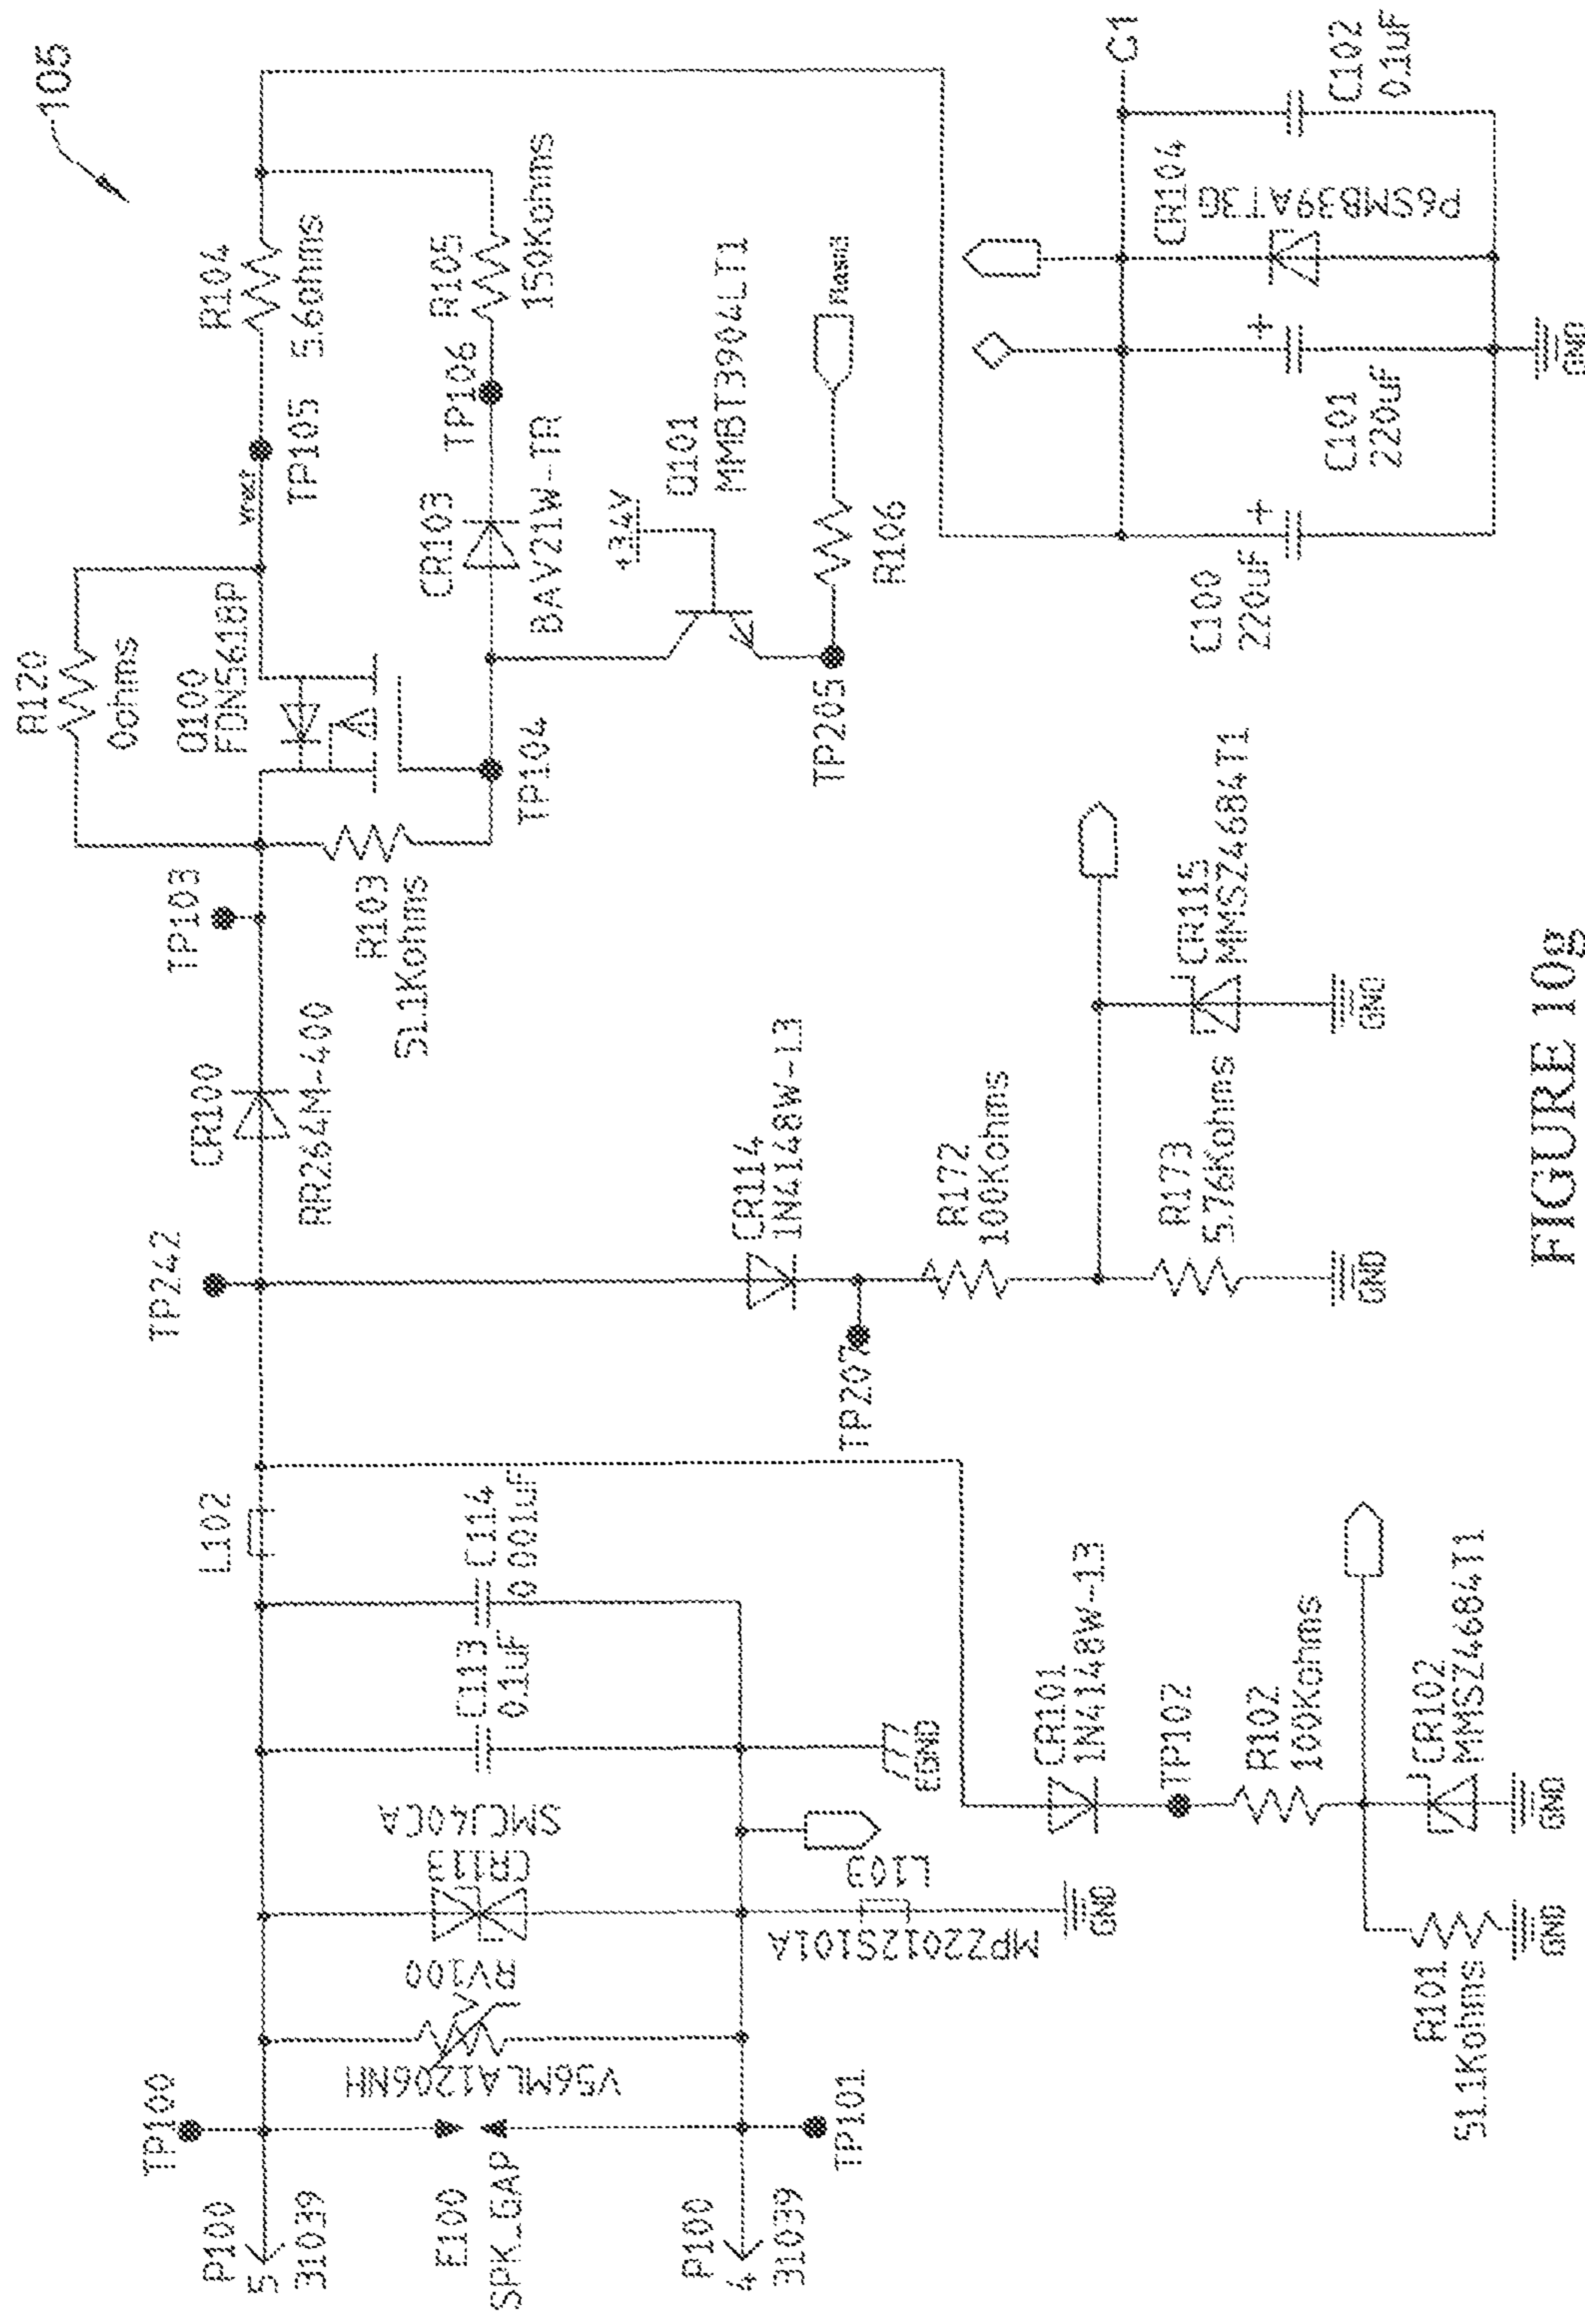 105
R120
0ohms
Q100
FDN5618P
Vrect
TP105
R104
5.6ohms
TP103
R103
51.1Kohms
TP104
CR103
BAV21W-TR
TP106
R105
150Kohms
+3.4V
Q101
MMBT3904LT1
TP205
R106
TP242
CR100
RR264M-400
L102
TP100
P100
5
31039
E100
SPK_GAP
P100
4
31039
TP101
V56MLA1206NH
RV100
CR113
SMCJ40CA
C113
0.1uF
C114
0.001uF
EGND
L103
MPZ2012S101A
GND
CR114
1N4148W-13
TP207
R172
100Kohms
R173
5.76Kohms
GND
CR115
MMSZ4684T1
GND
CR101
1N4148W-13
TP102
R102
100Kohms
R101
51.1Kohms
GND
CR102
MMSZ4684T1
GND
C100
220uF
C101
220uF
CR104
P6SMB39AT3G
C102
0.1uF
C1
GND
FIGURE 10g